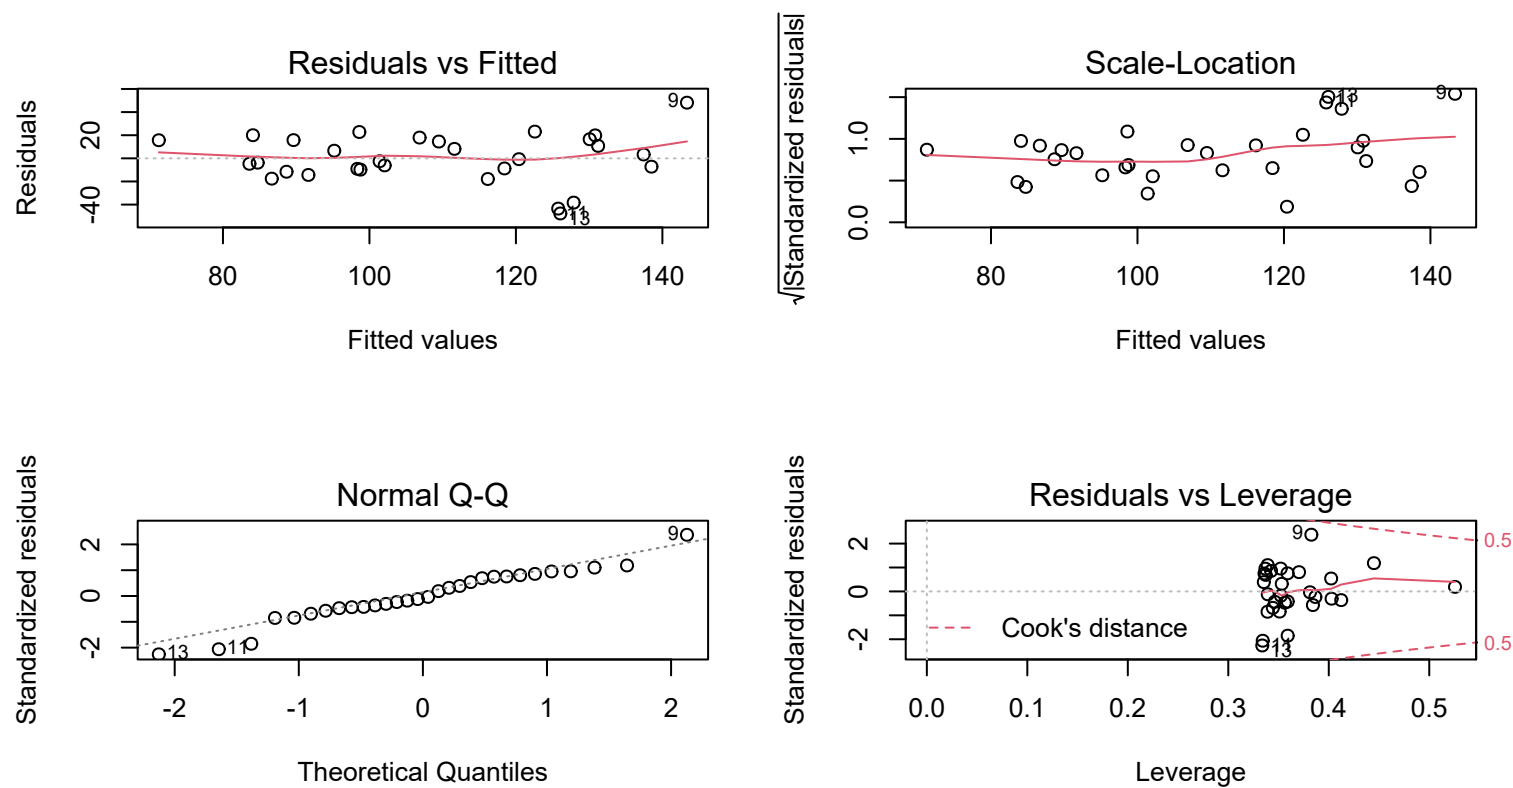 Residuals vs Fitted
Residuals
20
-40
9
11
13
80 100 120 140
Fitted values
Scale-Location
√|Standardized residuals|
1.0
0.0
13
11
9
80 100 120 140
Fitted values
Normal Q-Q
Standardized residuals
2
0
-2
9
11
13
-2 -1 0 1 2
Theoretical Quantiles
Residuals vs Leverage
Standardized residuals
2
0
-2
9
0.5
Cook's distance
11
13
0.5
0.0 0.1 0.2 0.3 0.4 0.5
Leverage